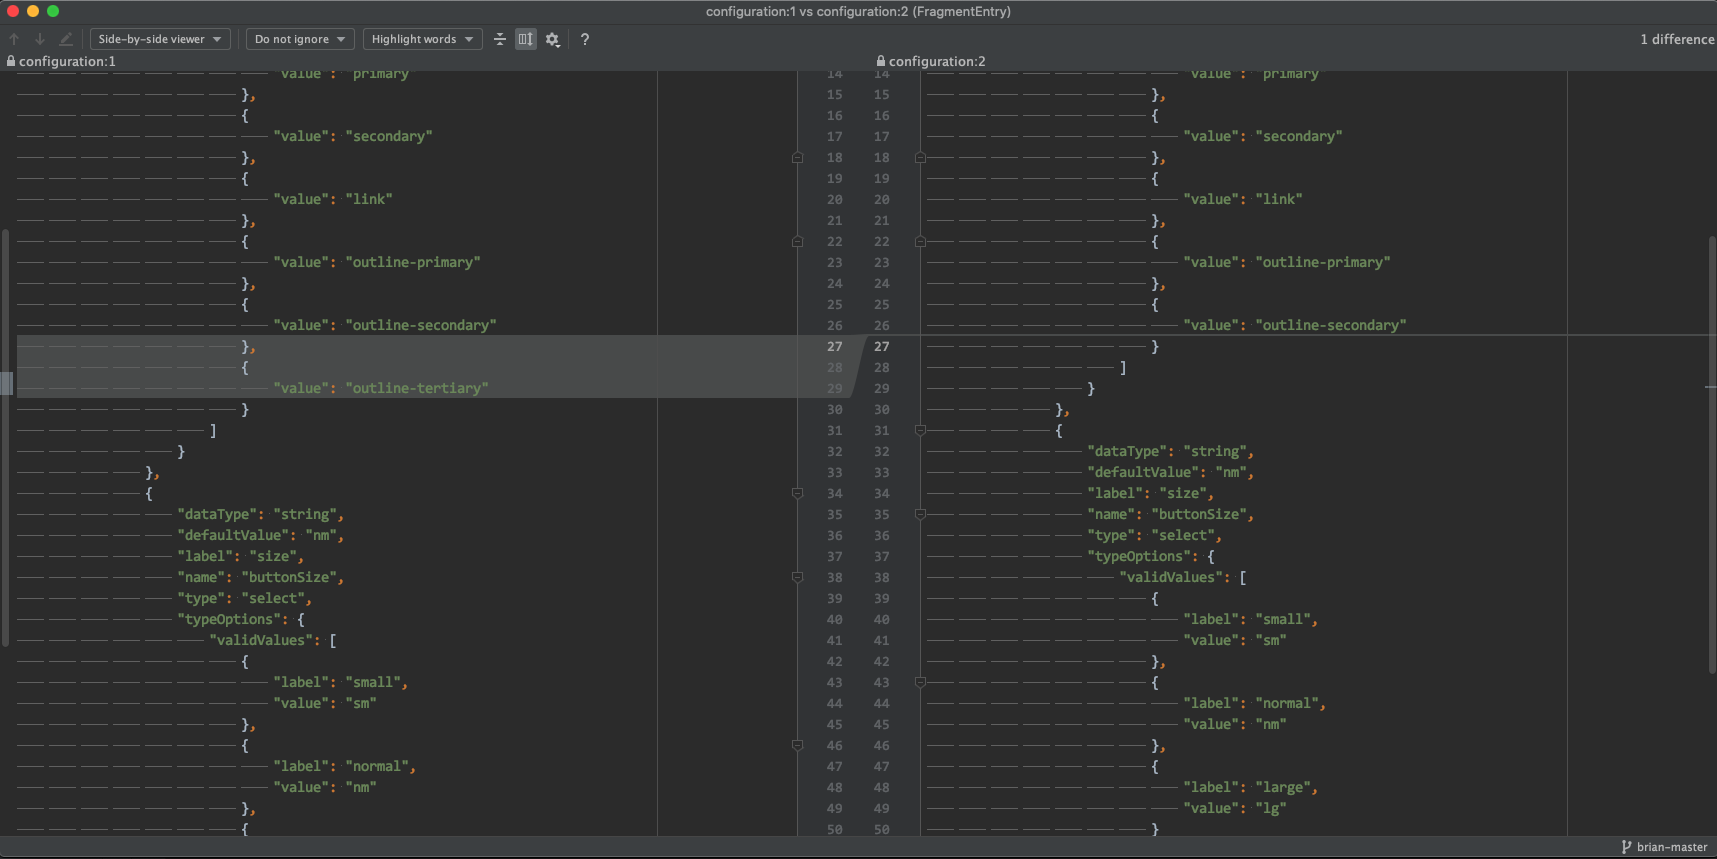 configuration:1 vs configuration:2 (FragmentEntry)
Side-by-side viewer
Do not ignore
Highlight words
?
1 difference
configuration:1
"value": "primary"
},
{
"value": "secondary"
},
{
"value": "link"
},
{
"value": "outline-primary"
},
{
"value": "outline-secondary"
},
{
"value": "outline-tertiary"
}
]
}
},
{
"dataType": "string",
"defaultValue": "nm",
"label": "size",
"name": "buttonSize",
"type": "select",
"typeOptions": {
"validValues": [
{
"label": "small",
"value": "sm"
},
{
"label": "normal",
"value": "nm"
},
{
14 14
15 15
16 16
17 17
18 18
19 19
20 20
21 21
22 22
23 23
24 24
25 25
26 26
27 27
28 28
29 29
30 30
31 31
32 32
33 33
34 34
35 35
36 36
37 37
38 38
39 39
40 40
41 41
42 42
43 43
44 44
45 45
46 46
47 47
48 48
49 49
50 50
configuration:2
"value": "primary"
},
{
"value": "secondary"
},
{
"value": "link"
},
{
"value": "outline-primary"
},
{
"value": "outline-secondary"
}
]
}
},
{
"dataType": "string",
"defaultValue": "nm",
"label": "size",
"name": "buttonSize",
"type": "select",
"typeOptions": {
"validValues": [
{
"label": "small",
"value": "sm"
},
{
"label": "normal",
"value": "nm"
},
{
"label": "large",
"value": "lg"
}
brian-master